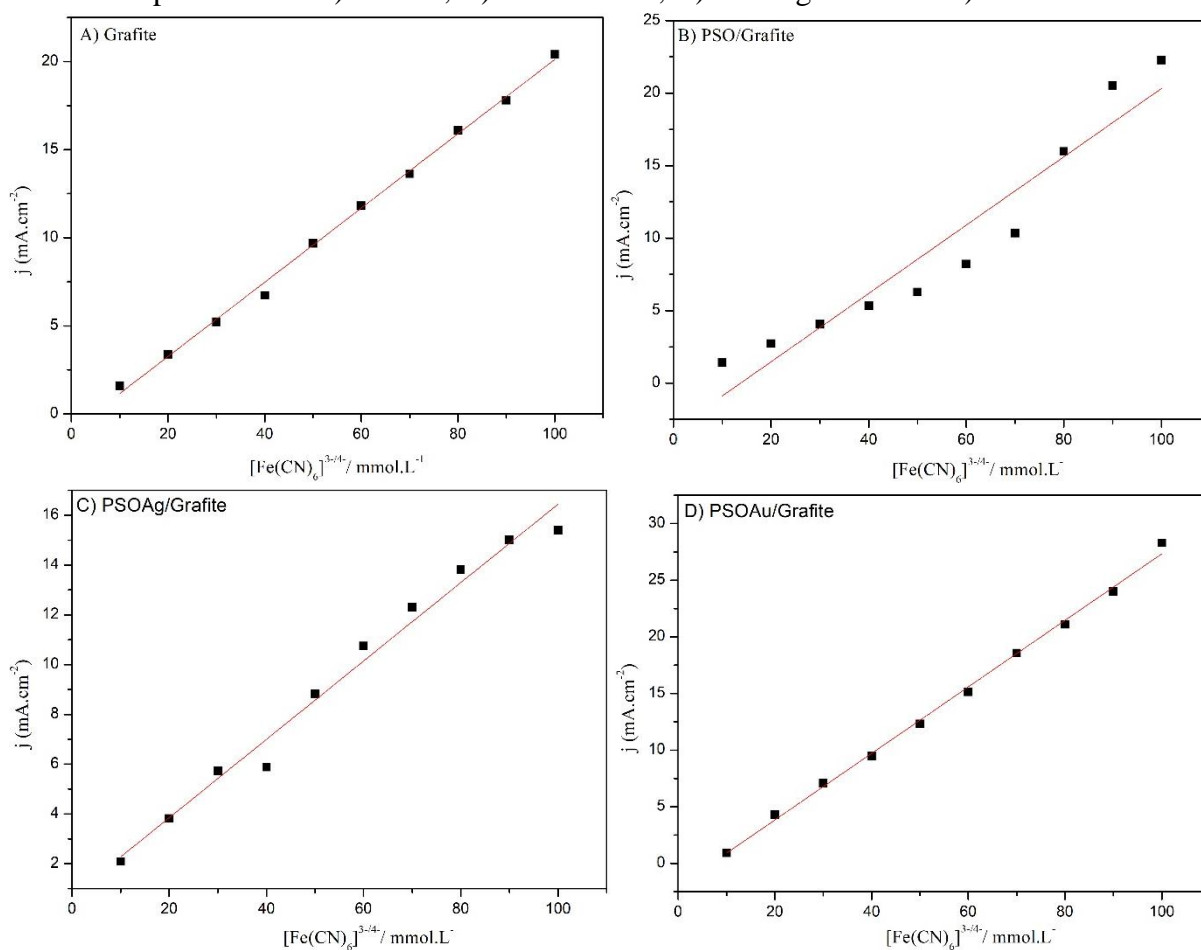 A) Grafite
j (mA.cm⁻²)
20
15
10
5
0
0 20 40 60 80 100
[Fe(CN)₆]³⁻/⁴⁻/ mmol.L⁻¹
B) PSO/Grafite
j (mA.cm⁻²)
25
20
15
10
5
0
0 20 40 60 80 100
[Fe(CN)₆]³⁻/⁴⁻/ mmol.L⁻
C) PSOAg/Grafite
j (mA.cm⁻²)
16
14
12
10
8
6
4
2
0 20 40 60 80 100
[Fe(CN)₆]³⁻/⁴⁻/ mmol.L⁻
D) PSOAu/Grafite
j (mA.cm⁻²)
30
25
20
15
10
5
0
0 20 40 60 80 100
[Fe(CN)₆]³⁻/⁴⁻/ mmol.L⁻